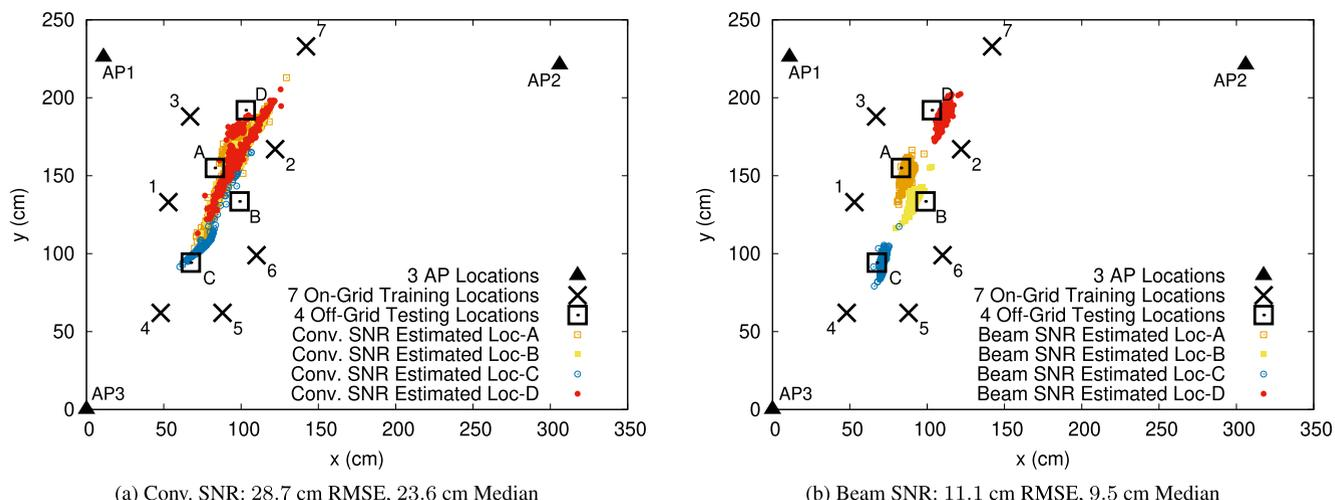 250
200
150
100
50
0
0 50 100 150 200 250 300 350
y (cm)
x (cm)
AP1
AP2
AP3
7
D
3
A
2
1
B
6
C
4
5
3 AP Locations
7 On-Grid Training Locations
4 Off-Grid Testing Locations
Conv. SNR Estimated Loc-A
Conv. SNR Estimated Loc-B
Conv. SNR Estimated Loc-C
Conv. SNR Estimated Loc-D
(a) Conv. SNR: 28.7 cm RMSE, 23.6 cm Median
250
200
150
100
50
0
0 50 100 150 200 250 300 350
y (cm)
x (cm)
AP1
AP2
AP3
7
D
3
A
2
1
B
6
C
4
5
3 AP Locations
7 On-Grid Training Locations
4 Off-Grid Testing Locations
Beam SNR Estimated Loc-A
Beam SNR Estimated Loc-B
Beam SNR Estimated Loc-C
Beam SNR Estimated Loc-D
(b) Beam SNR: 11.1 cm RMSE, 9.5 cm Median